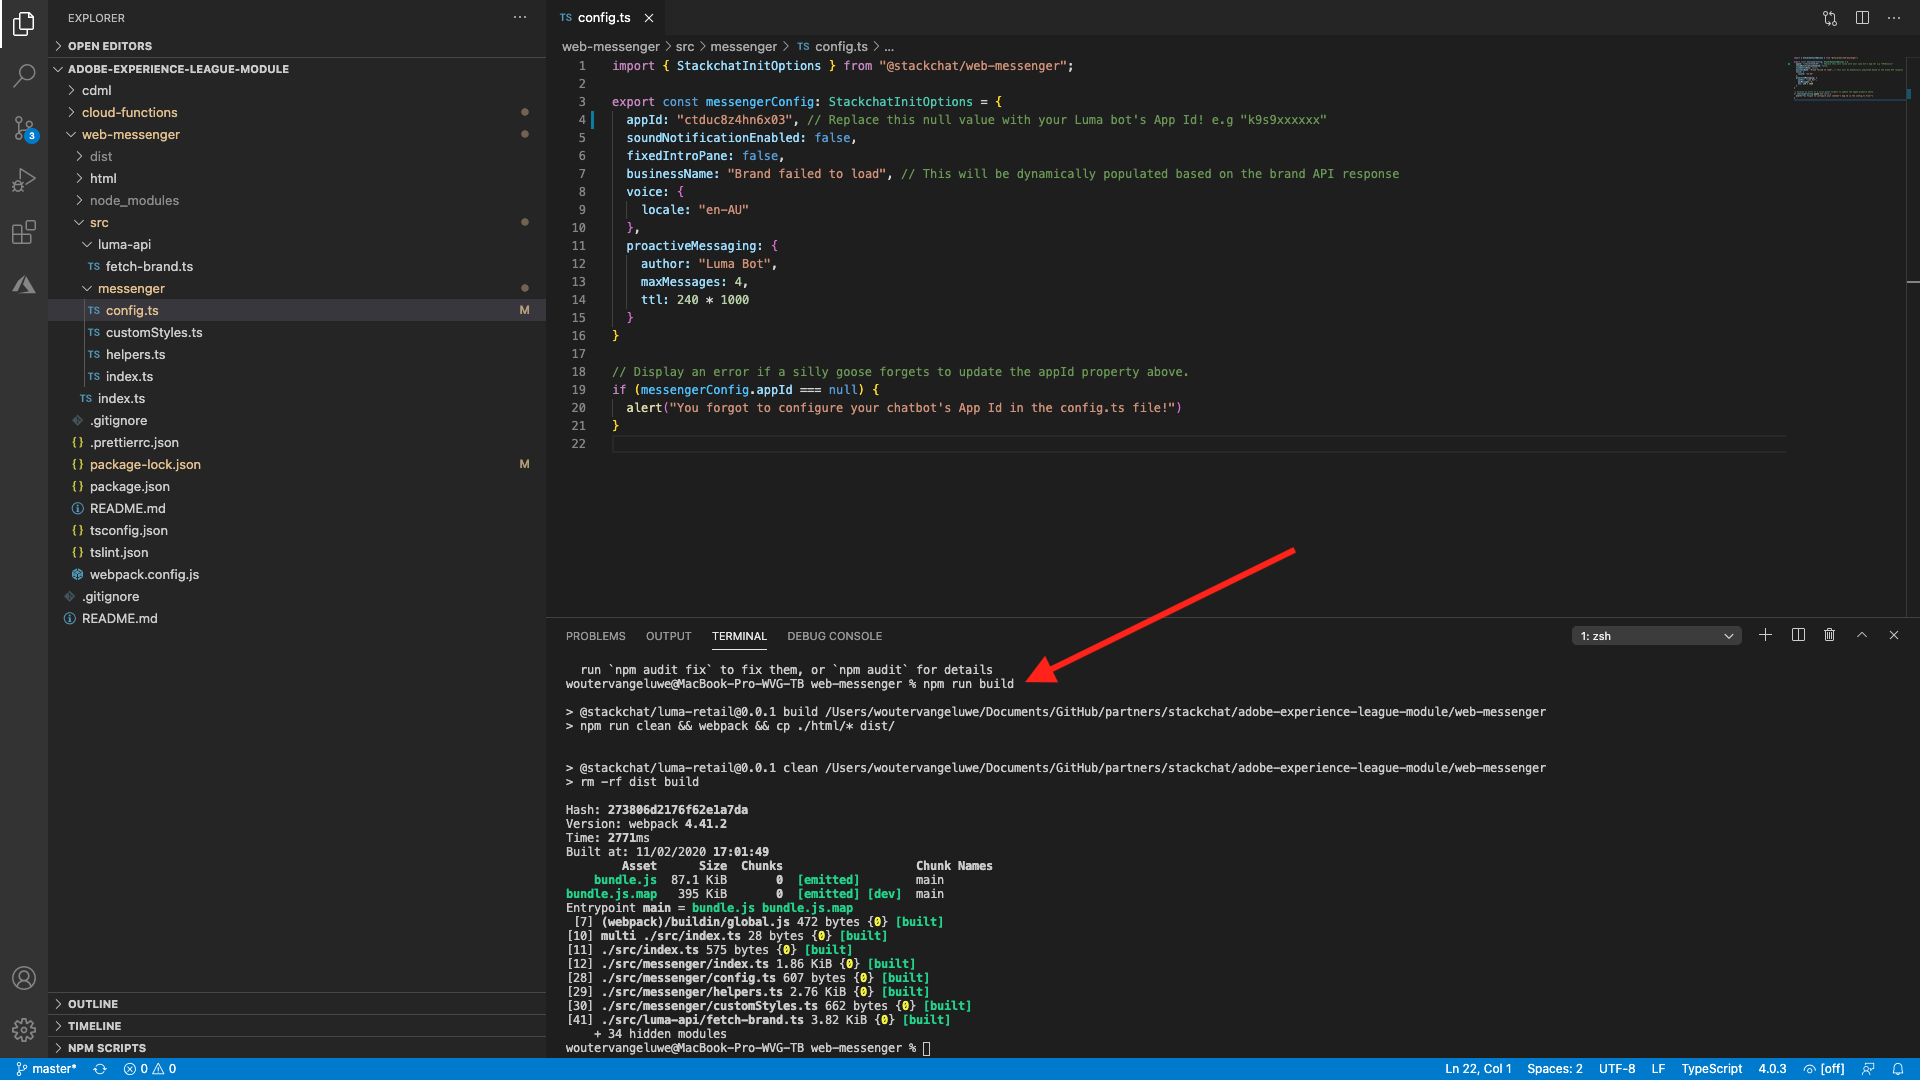 EXPLORER
OPEN EDITORS
ADOBE-EXPERIENCE-LEAGUE-MODULE
cdml
cloud-functions
web-messenger
dist
html
node_modules
src
luma-api
TS fetch-brand.ts
messenger
TS config.ts M
TS customStyles.ts
TS helpers.ts
TS index.ts
TS index.ts
.gitignore
{} .prettierrc.json
{} package-lock.json M
{} package.json
README.md
{} tsconfig.json
{} tslint.json
webpack.config.js
.gitignore
README.md
OUTLINE
TIMELINE
NPM SCRIPTS
3
TS config.ts
web-messenger > src > messenger > TS config.ts > ...
1 import { StackchatInitOptions } from "@stackchat/web-messenger";
2
3 export const messengerConfig: StackchatInitOptions = {
4 appId: "ctduc8z4hn6x03", // Replace this null value with your Luma bot's App Id! e.g "k9s9xxxxxx"
5 soundNotificationEnabled: false,
6 fixedIntroPane: false,
7 businessName: "Brand failed to load", // This will be dynamically populated based on the brand API response
8 voice: {
9 locale: "en-AU"
10 },
11 proactiveMessaging: {
12 author: "Luma Bot",
13 maxMessages: 4,
14 ttl: 240 * 1000
15 }
16 }
17
18 // Display an error if a silly goose forgets to update the appId property above.
19 if (messengerConfig.appId === null) {
20 alert("You forgot to configure your chatbot's App Id in the config.ts file!")
21 }
22
PROBLEMS OUTPUT TERMINAL DEBUG CONSOLE 1: zsh
run `npm audit fix` to fix them, or `npm audit` for details
woutervangeluwe@MacBook-Pro-WVG-TB web-messenger % npm run build
> @stackchat/luma-retail@0.0.1 build /Users/woutervangeluwe/Documents/GitHub/partners/stackchat/adobe-experience-league-module/web-messenger
> npm run clean && webpack && cp ./html/* dist/
> @stackchat/luma-retail@0.0.1 clean /Users/woutervangeluwe/Documents/GitHub/partners/stackchat/adobe-experience-league-module/web-messenger
> rm -rf dist build
Hash: 273806d2176f62e1a7da
Version: webpack 4.41.2
Time: 2771ms
Built at: 11/02/2020 17:01:49
Asset Size Chunks Chunk Names
bundle.js 87.1 KiB 0 [emitted] main
bundle.js.map 395 KiB 0 [emitted] [dev] main
Entrypoint main = bundle.js bundle.js.map
[7] (webpack)/buildin/global.js 472 bytes {0} [built]
[10] multi ./src/index.ts 28 bytes {0} [built]
[11] ./src/index.ts 575 bytes {0} [built]
[12] ./src/messenger/index.ts 1.86 KiB {0} [built]
[28] ./src/messenger/config.ts 607 bytes {0} [built]
[29] ./src/messenger/helpers.ts 2.76 KiB {0} [built]
[30] ./src/messenger/customStyles.ts 662 bytes {0} [built]
[41] ./src/luma-api/fetch-brand.ts 3.82 KiB {0} [built]
+ 34 hidden modules
woutervangeluwe@MacBook-Pro-WVG-TB web-messenger %
master* 0 0 Ln 22, Col 1 Spaces: 2 UTF-8 LF TypeScript 4.0.3 [off]